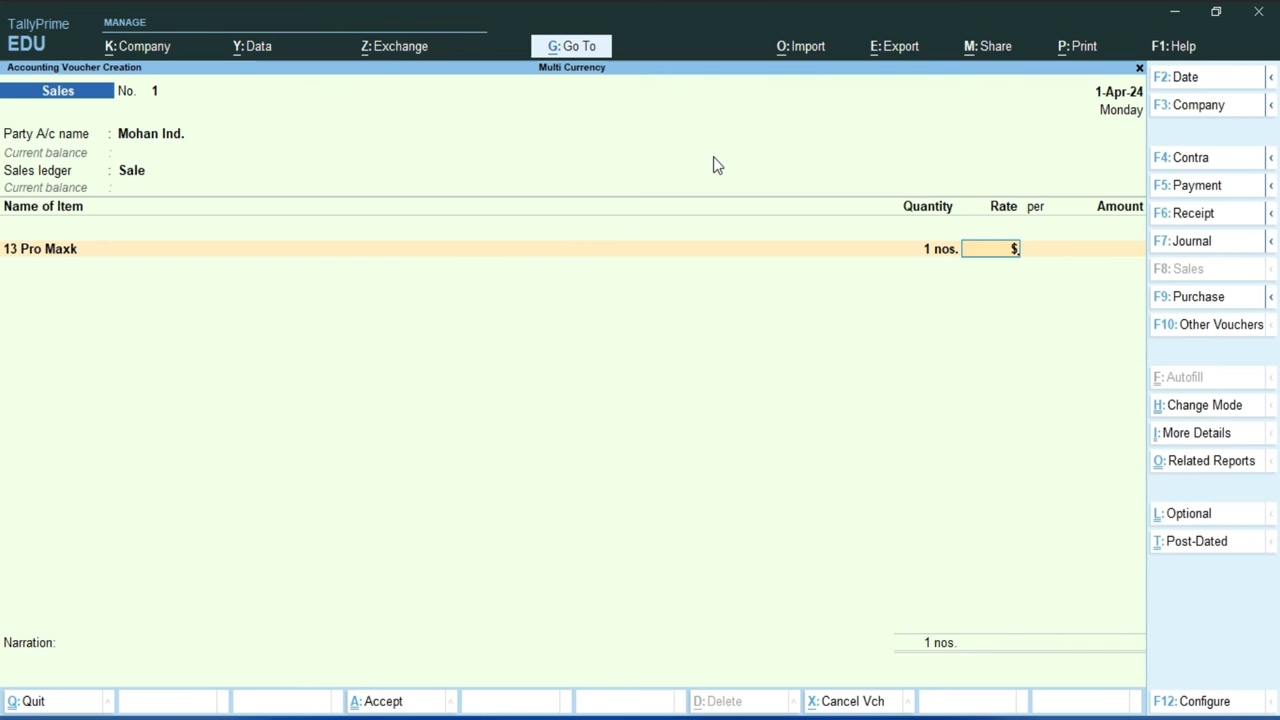 TallyPrime
EDU
MANAGE
K: Company
Y: Data
Z: Exchange
G: Go To
O: Import
E: Export
M: Share
P: Print
F1: Help
Accounting Voucher Creation
Multi Currency
x
Sales
No. 1
1-Apr-24
Monday
Party A/c name : Mohan Ind.
Current balance :
Sales ledger : Sale
Current balance :
Name of Item Quantity Rate per Amount
13 Pro Maxk 1 nos. $
Narration: 1 nos.
F2: Date
F3: Company
F4: Contra
F5: Payment
F6: Receipt
F7: Journal
F8: Sales
F9: Purchase
F10: Other Vouchers
F: Autofill
H: Change Mode
I: More Details
O: Related Reports
L: Optional
T: Post-Dated
Q: Quit
A: Accept
D: Delete
X: Cancel Vch
F12: Configure